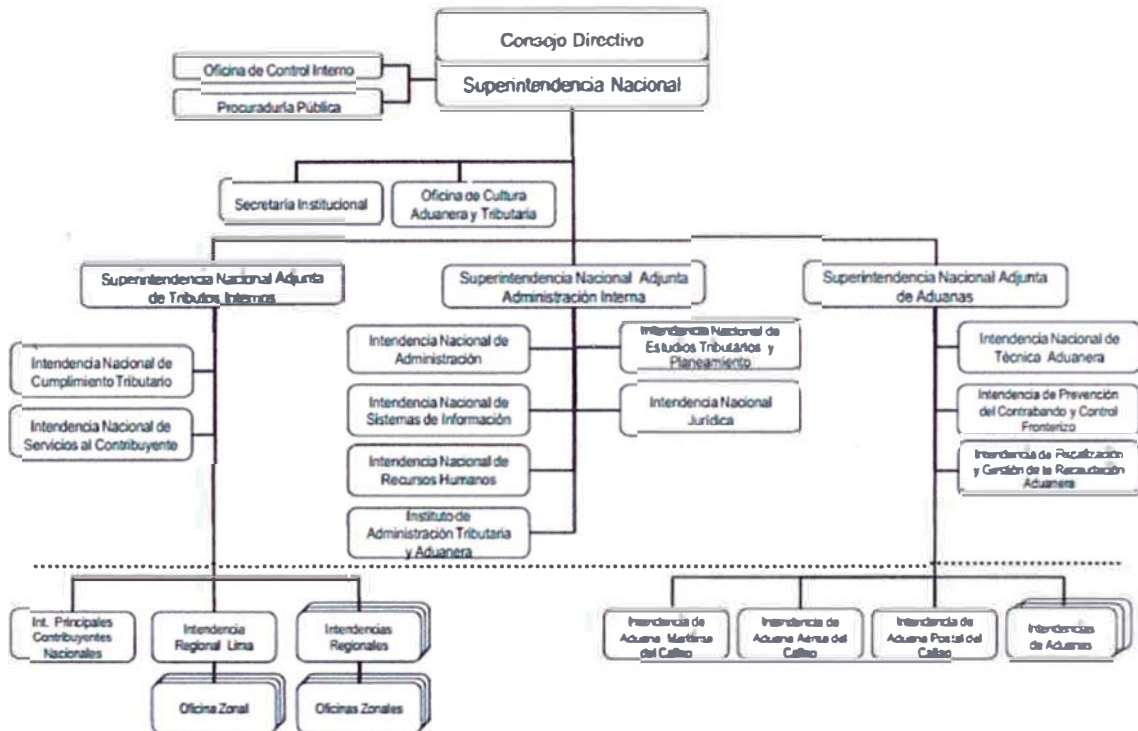 Consejo Directivo
Superintendencia Nacional
Oficina de Control Interno
Procuraduría Pública
Secretaría Institucional
Oficina de Cultura
Aduanera y Tributaria
Superintendencia Nacional Adjunta
de Tributos Internos
Superintendencia Nacional Adjunta
Administración Interna
Superintendencia Nacional Adjunta
de Aduanas
Intendencia Nacional de
Cumplimiento Tributario
Intendencia Nacional de
Servicios al Contribuyente
Intendencia Nacional de
Administración
Intendencia Nacional de
Estudios Tributarios y
Planeamiento
Intendencia Nacional de
Sistemas de Información
Intendencia Nacional
Jurídica
Intendencia Nacional de
Recursos Humanos
Instituto de
Administración Tributaria
y Aduanera
Intendencia Nacional de
Técnica Aduanera
Intendencia de Prevención
del Contrabando y Control
Fronterizo
Intendencia de Fiscalización
y Gestión de la Recaudación
Aduanera
Int. Principales
Contribuyentes
Nacionales
Intendencia
Regional Lima
Intendencias
Regionales
Oficina Zonal
Oficinas Zonales
Intendencia de
Aduana Marítima
del Callao
Intendencia de
Aduana Aérea del
Callao
Intendencia de
Aduana Postal del
Callao
Intendencias
de Aduanas